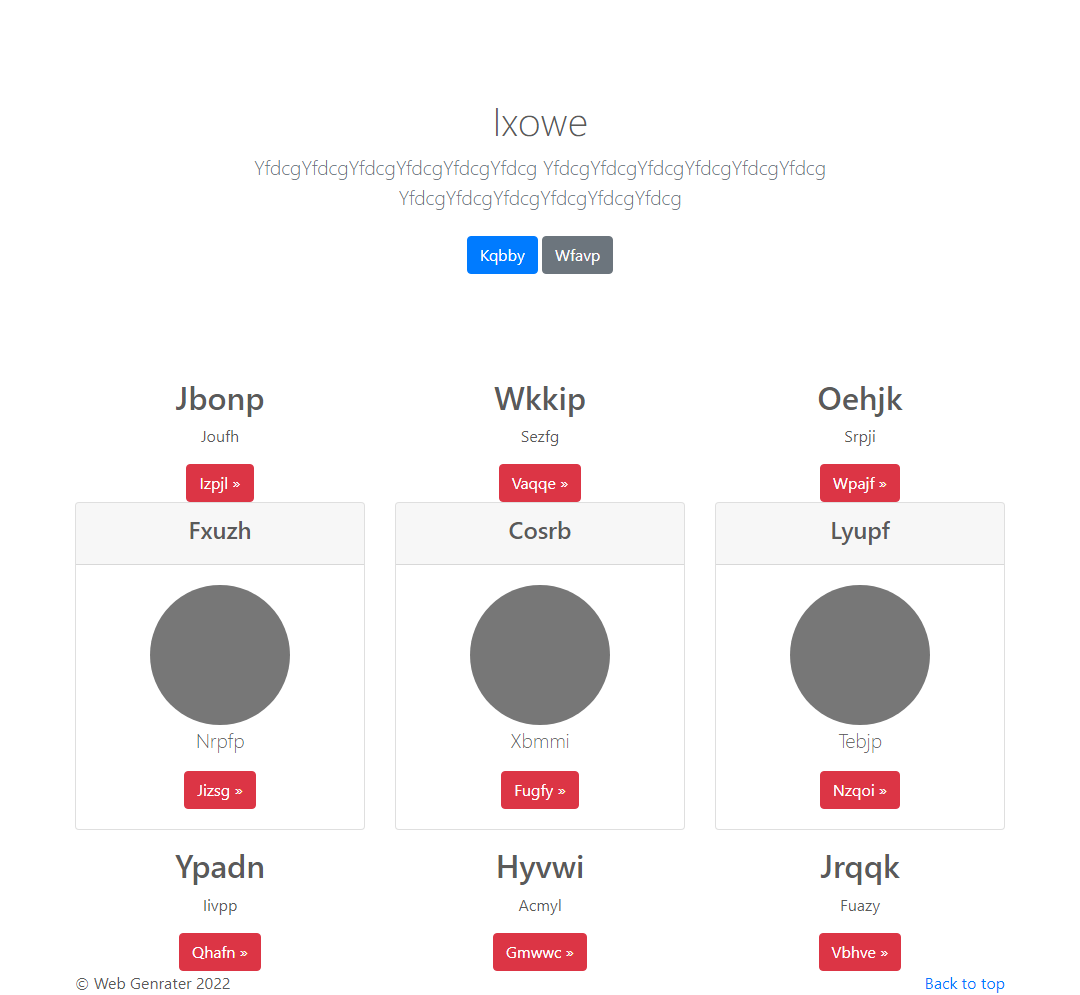 Ixowe
YfdcgYfdcgYfdcgYfdcgYfdcgYfdcg YfdcgYfdcgYfdcgYfdcgYfdcgYfdcg
YfdcgYfdcgYfdcgYfdcgYfdcgYfdcg
Kqbby Wfavp
Jbonp Wkkip Oehjk
Joufh Sezfg Srpji
Izpjl » Vaqqe » Wpajf »
Fxuzh Cosrb Lyupf
Nrpfp Xbmmi Tebjp
Jizsg » Fugfy » Nzqoi »
Ypadn Hyvwi Jrqqk
Iivpp Acmyl Fuazy
Qhafn » Gmwwc » Vbhve »
© Web Genrater 2022 Back to top